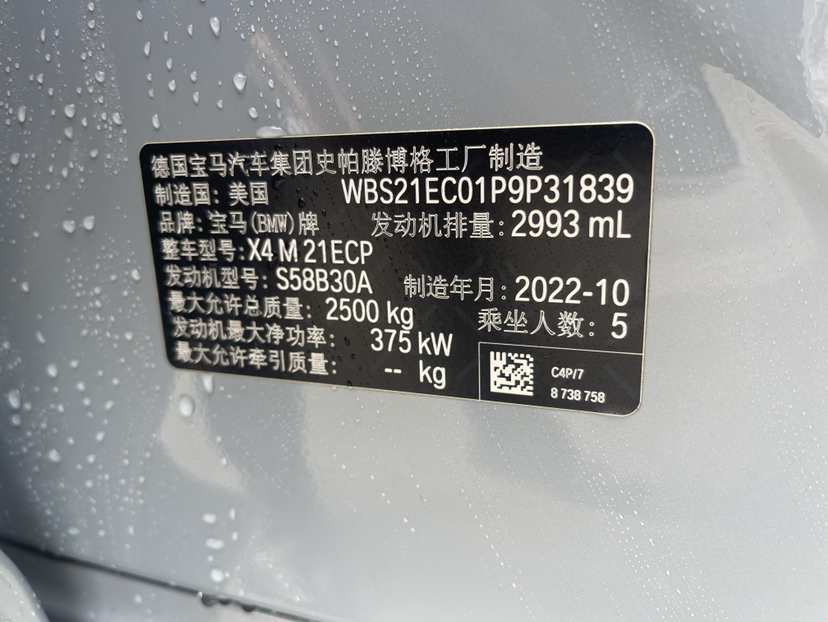 德国宝马汽车集团史帕滕博格工厂制造
制造国: 美国 WBS21EC01P9P31839
品牌: 宝马(BMW)牌 发动机排量: 2993 mL
整车型号: X4 M 21ECP
发动机型号: S58B30A 制造年月: 2022-10
最大允许总质量: 2500 kg 乘坐人数: 5
发动机最大净功率: 375 kW
最大允许牵引质量: -- kg
C4P/7
8 738 758